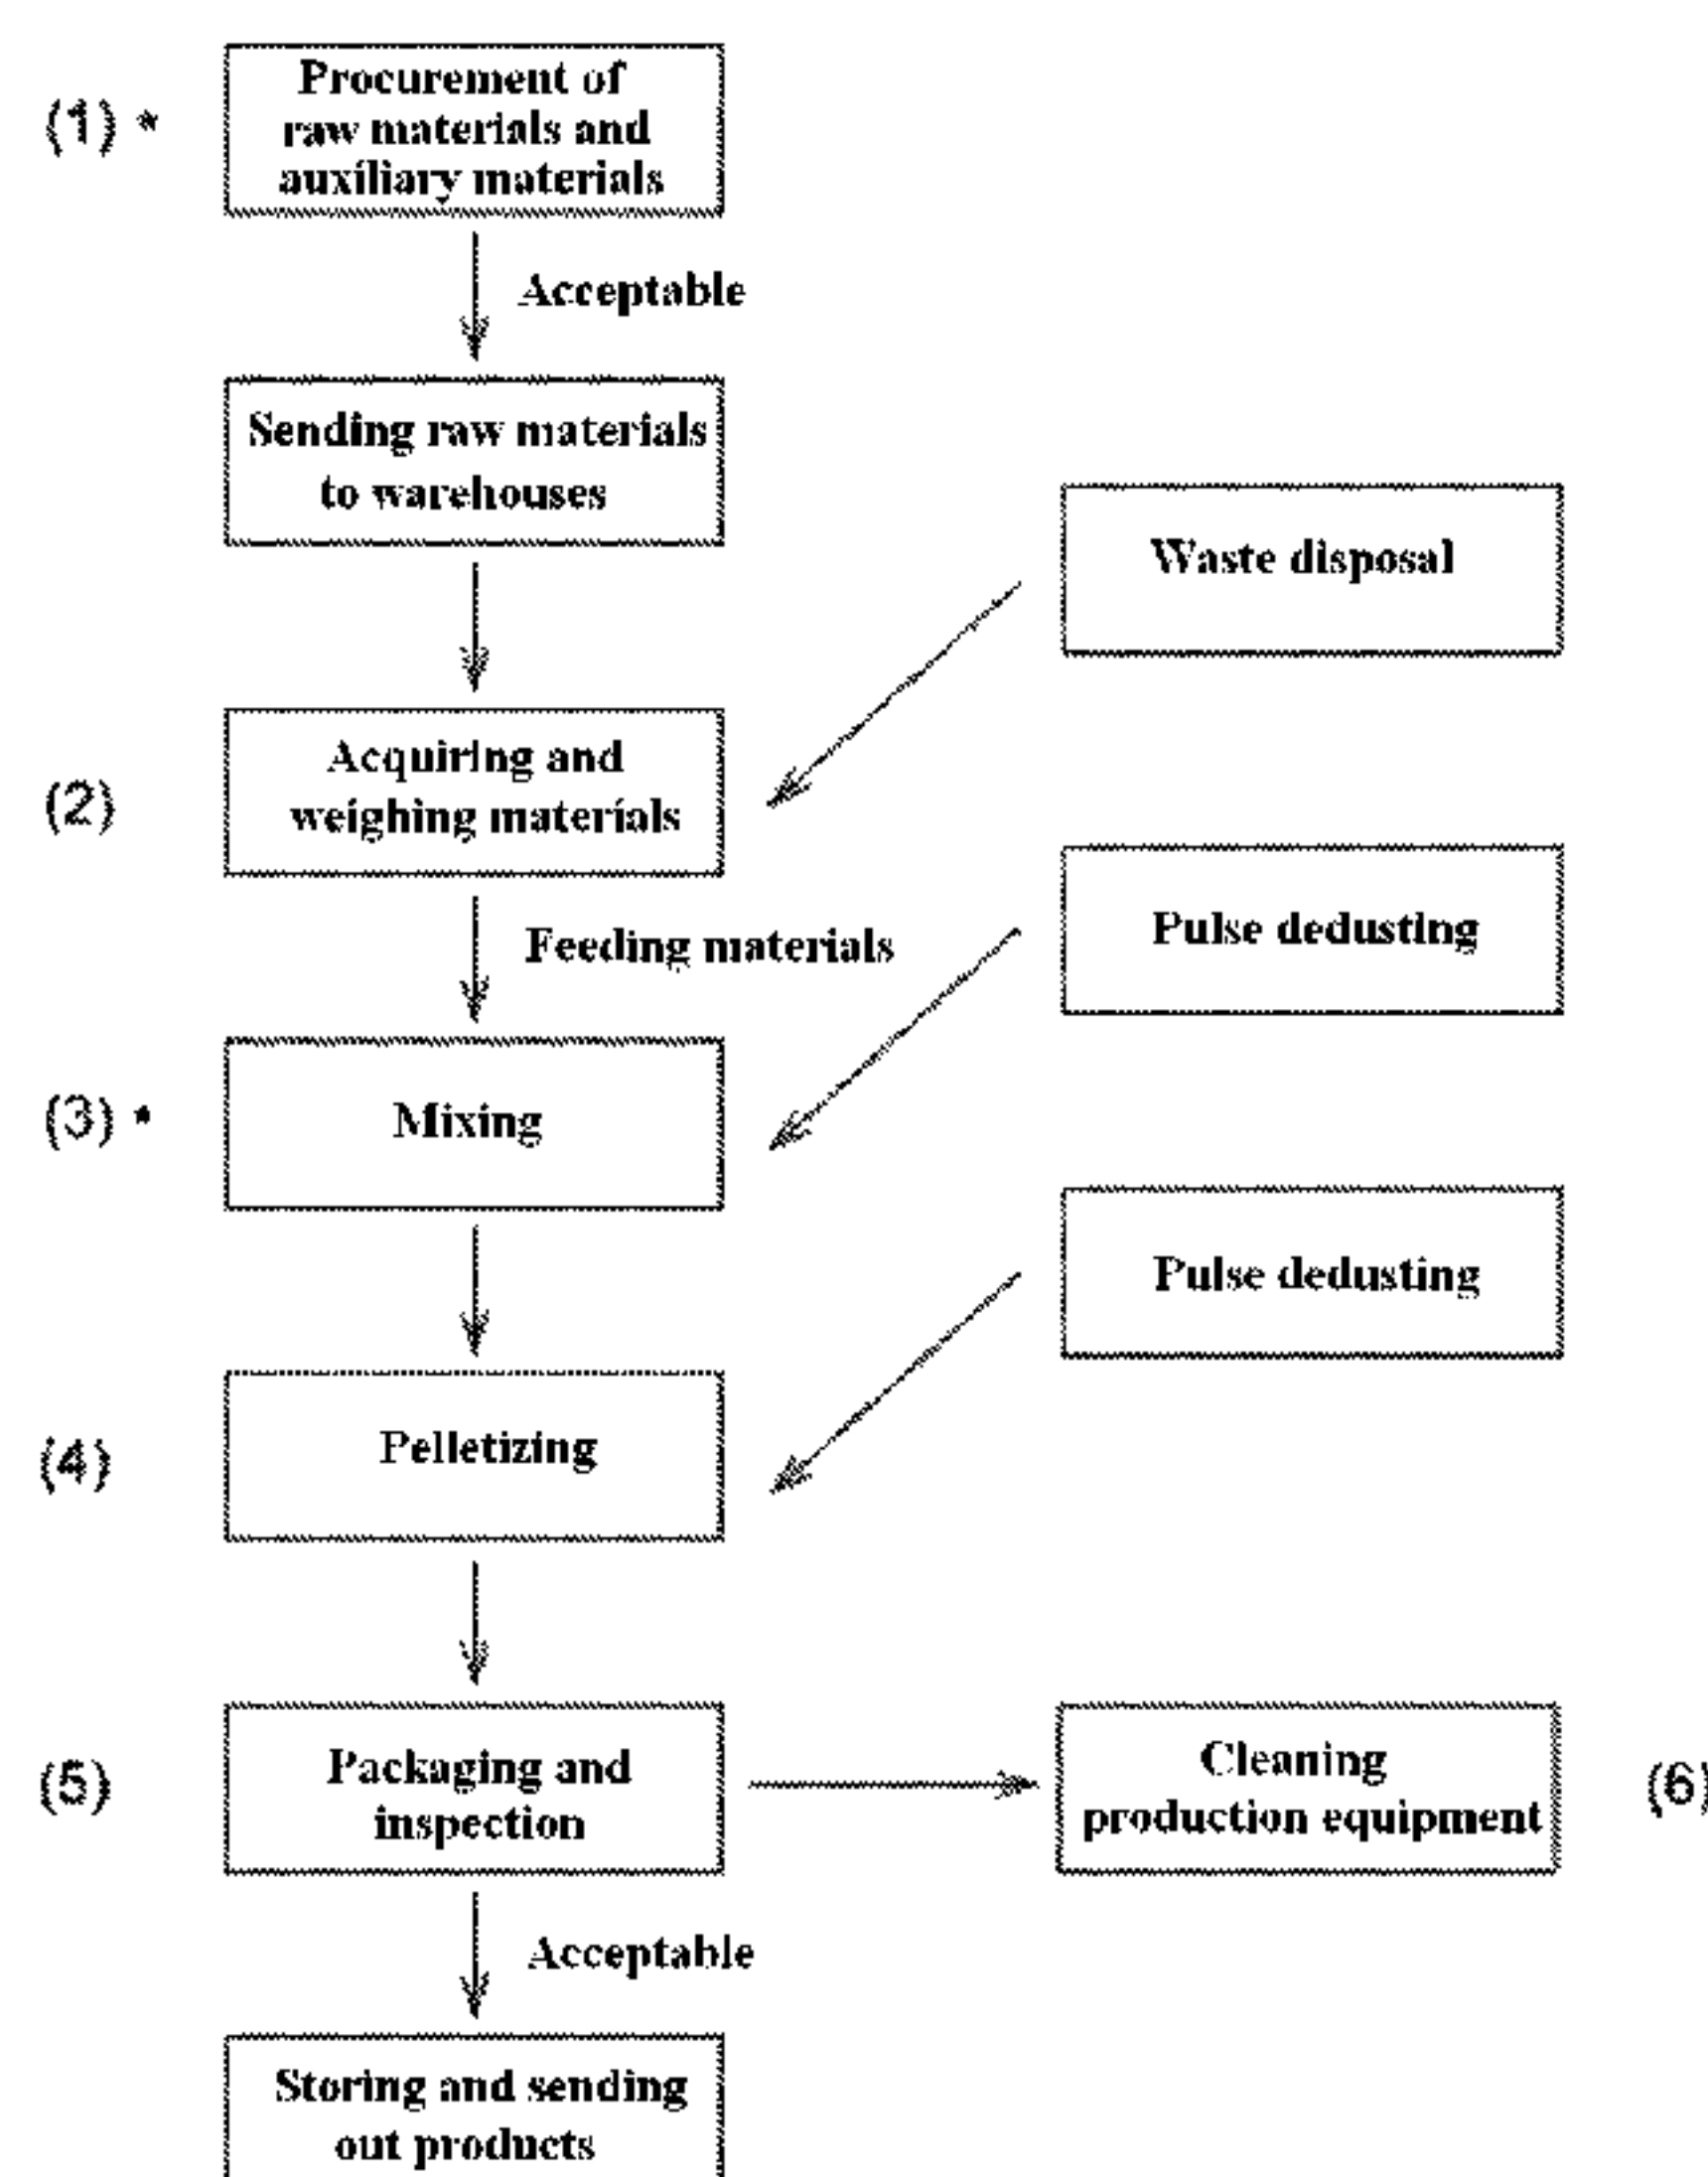 (1) *
Procurement of
raw materials and
auxiliary materials
Acceptable
Sending raw materials
to warehouses
Waste disposal
(2)
Acquiring and
weighing materials
Pulse dedusting
Feeding materials
(3) *
Mixing
Pulse dedusting
(4)
Pelletizing
(5)
Packaging and
inspection
Cleaning
production equipment
(6)
Acceptable
Storing and sending
out products